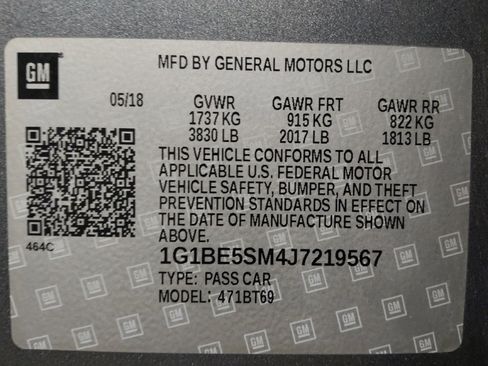 GM
MFD BY GENERAL MOTORS LLC
05/18 GVWR GAWR FRT GAWR RR
1737 KG 915 KG 822 KG
3830 LB 2017 LB 1813 LB
THIS VEHICLE CONFORMS TO ALL
APPLICABLE U.S. FEDERAL MOTOR
VEHICLE SAFETY, BUMPER, AND THEFT
PREVENTION STANDARDS IN EFFECT ON
THE DATE OF MANUFACTURE SHOWN
ABOVE.
464C
1G1BE5SM4J7219567
TYPE: PASS CAR
MODEL: 471BT69
GM